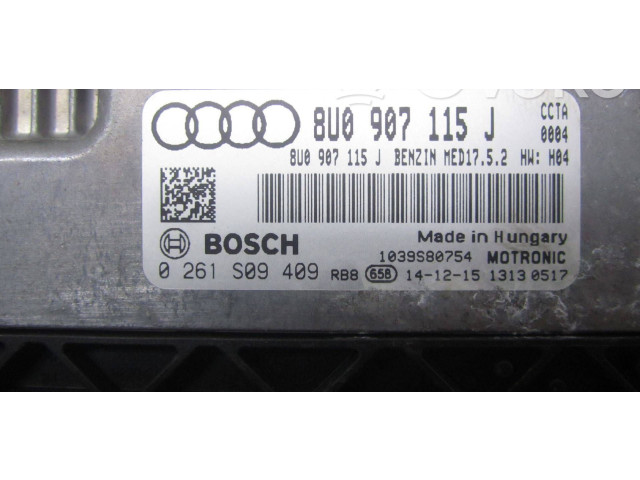 8U0 907 115 J CCTA
0004
8U0 907 115 J BENZIN MED17.5.2 HW: H04
BOSCH Made in Hungary
1039S80754 MOTRONIC
0 261 S09 409 RB8 658 14-12-15 1313 0517